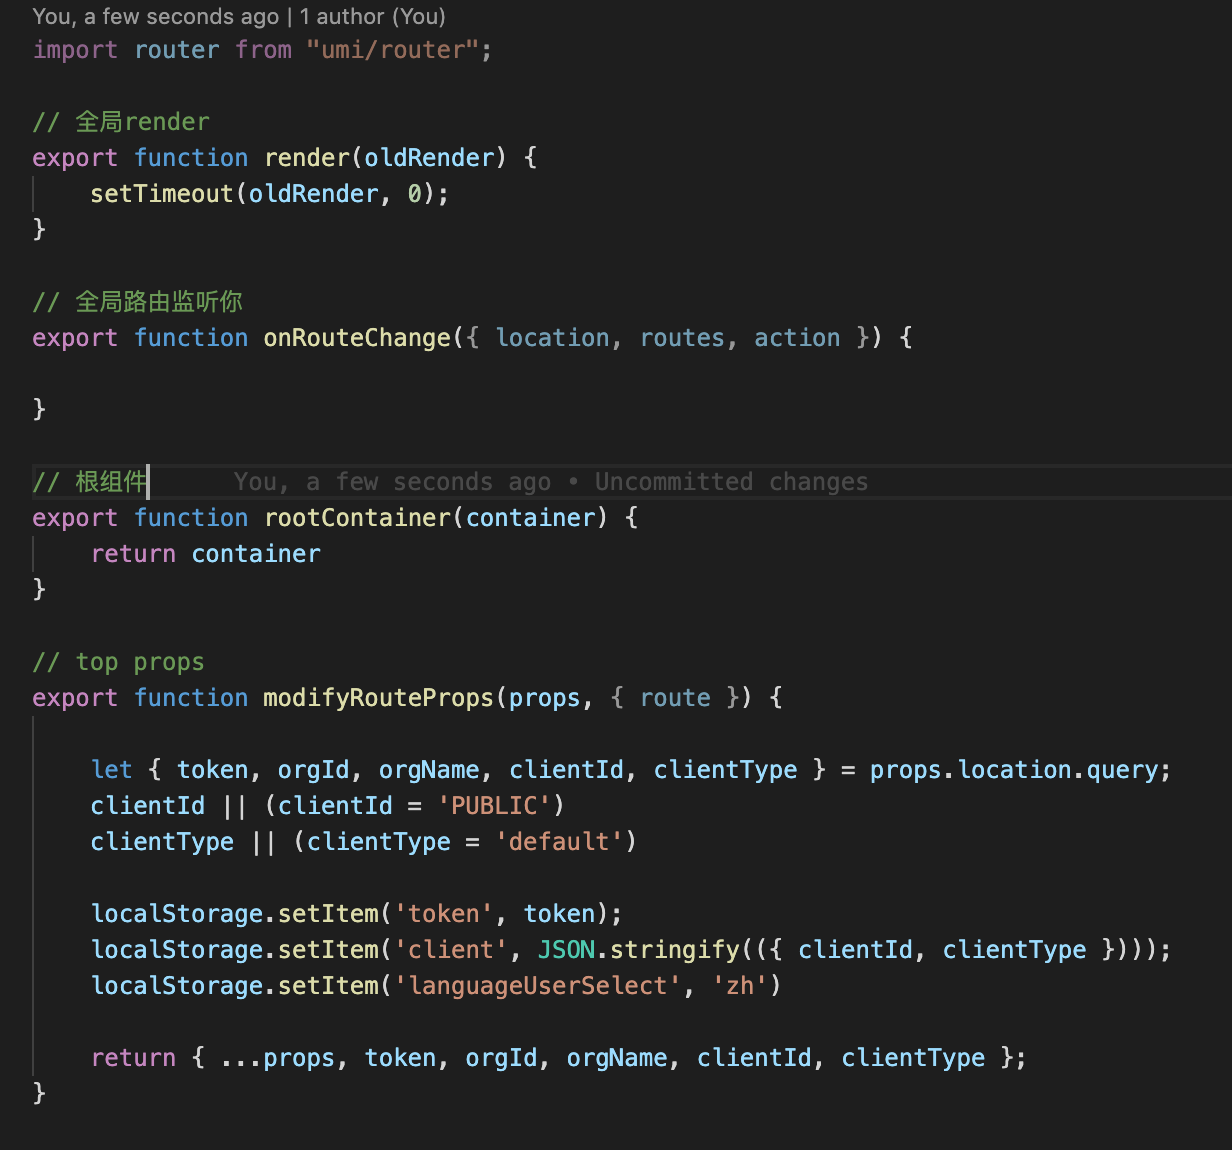 You, a few seconds ago | 1 author (You)
import router from "umi/router";
// 全局render
export function render(oldRender) {
setTimeout(oldRender, 0);
}
// 全局路由监听你
export function onRouteChange({ location, routes, action }) {
}
// 根组件 You, a few seconds ago • Uncommitted changes
export function rootContainer(container) {
return container
}
// top props
export function modifyRouteProps(props, { route }) {
let { token, orgId, orgName, clientId, clientType } = props.location.query;
clientId || (clientId = 'PUBLIC')
clientType || (clientType = 'default')
localStorage.setItem('token', token);
localStorage.setItem('client', JSON.stringify(({ clientId, clientType })));
localStorage.setItem('languageUserSelect', 'zh')
return { ...props, token, orgId, orgName, clientId, clientType };
}